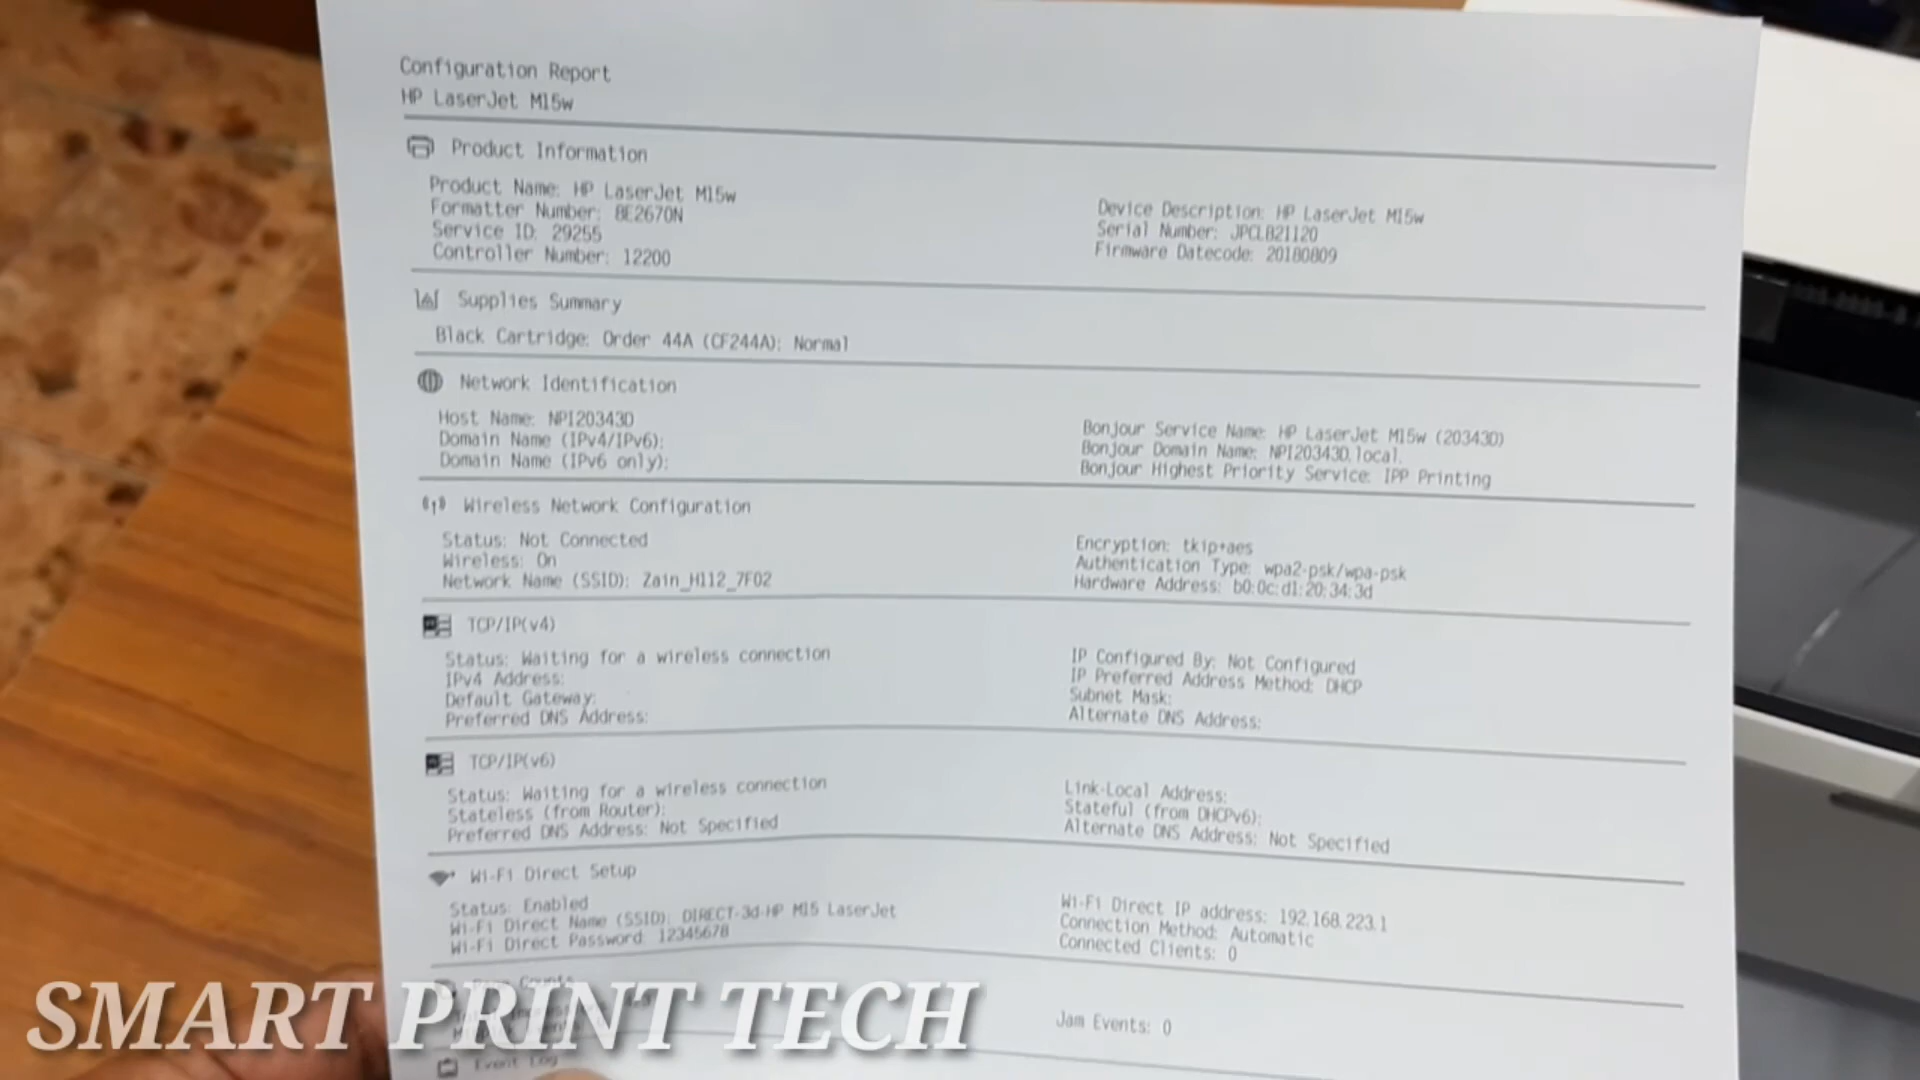 Configuration Report
HP LaserJet M15w
Product Information
Product Name: HP LaserJet M15w
Formatter Number: BE2670N
Service ID: 29255
Controller Number: 12200
Device Description: HP LaserJet M15w
Serial Number: JPCLB21120
Firmware Datecode: 20180809
Supplies Summary
Black Cartridge: Order 44A (CF244A): Normal
Network Identification
Host Name: NPI20343D
Domain Name (IPv4/IPv6):
Domain Name (IPv6 only):
Bonjour Service Name: HP LaserJet M15w (20343D)
Bonjour Domain Name: NPI20343D.local.
Bonjour Highest Priority Service: IPP Printing
Wireless Network Configuration
Status: Not Connected
Wireless: On
Network Name (SSID): Zain_H112_7F02
Encryption: tkip+aes
Authentication Type: wpa2-psk/wpa-psk
Hardware Address: b0:0c:d1:20:34:3d
TCP/IP(v4)
Status: Waiting for a wireless connection
IPv4 Address:
Default Gateway:
Preferred DNS Address:
IP Configured By: Not Configured
IP Preferred Address Method: DHCP
Subnet Mask:
Alternate DNS Address:
TCP/IP(v6)
Status: Waiting for a wireless connection
Stateless (from Router):
Preferred DNS Address: Not Specified
Link-Local Address:
Stateful (from DHCPv6):
Alternate DNS Address: Not Specified
Wi-Fi Direct Setup
Status: Enabled
Wi-Fi Direct Name (SSID): DIRECT-3d-HP M15 LaserJet
Wi-Fi Direct Password: 12345678
Wi-Fi Direct IP address: 192.168.223.1
Connection Method: Automatic
Connected Clients: 0
Counts
Jam Events: 0
Event Log
SMART PRINT TECH